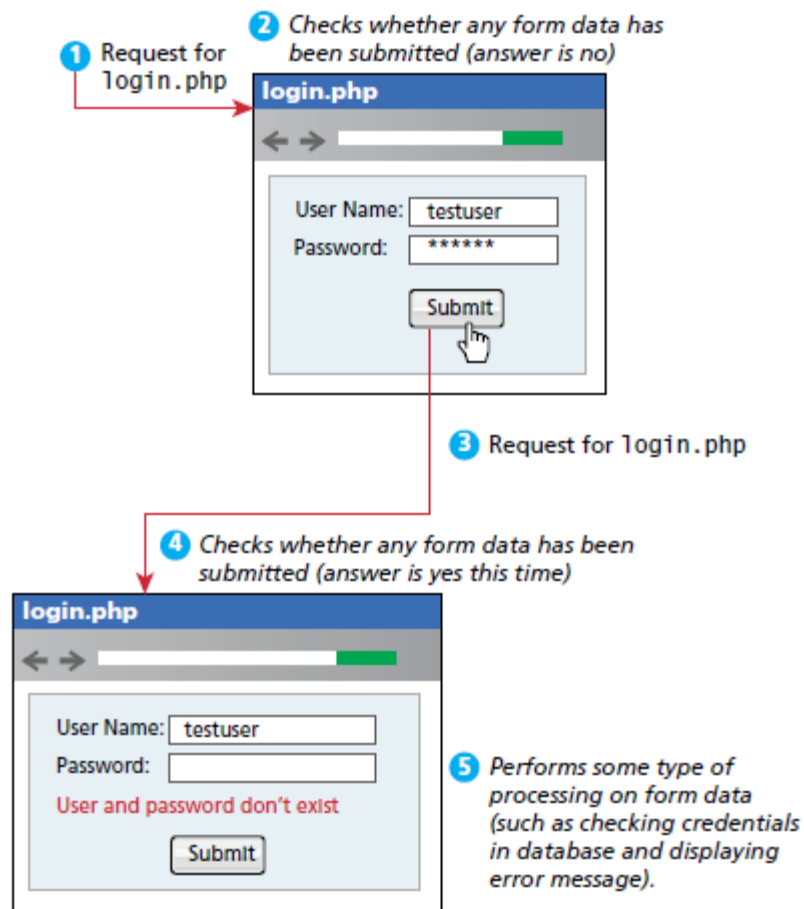 1 Request for
login.php
2 Checks whether any form data has
been submitted (answer is no)
login.php
User Name: testuser
Password: ******
Submit
3 Request for login.php
4 Checks whether any form data has been
submitted (answer is yes this time)
login.php
User Name: testuser
Password:
User and password don't exist
Submit
5 Performs some type of
processing on form data
(such as checking credentials
in database and displaying
error message).